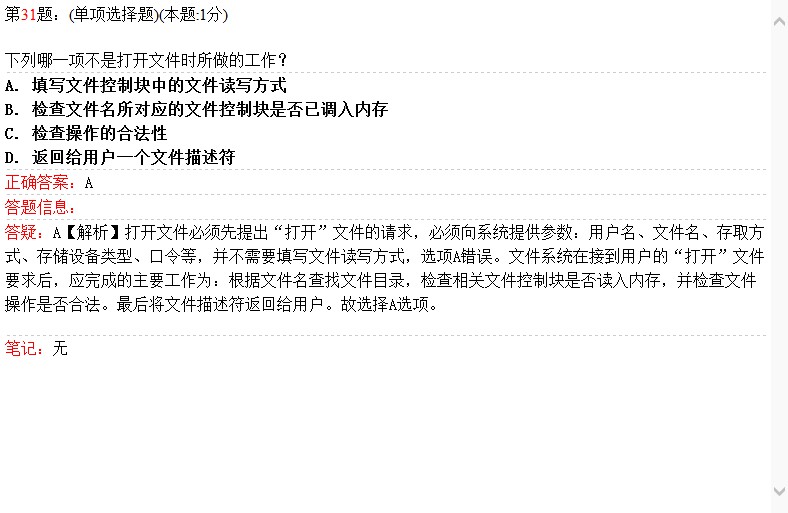 第31题：(单项选择题)(本题:1分)
下列哪一项不是打开文件时所做的工作？
A. 填写文件控制块中的文件读写方式
B. 检查文件名所对应的文件控制块是否已调入内存
C. 检查操作的合法性
D. 返回给用户一个文件描述符
正确答案：A
答题信息：
答疑：A【解析】打开文件必须先提出“打开”文件的请求，必须向系统提供参数：用户名、文件名、存取方
式、存储设备类型、口令等，并不需要填写文件读写方式，选项A错误。文件系统在接到用户的“打开”文件
要求后，应完成的主要工作为：根据文件名查找文件目录，检查相关文件控制块是否读入内存，并检查文件
操作是否合法。最后将文件描述符返回给用户。故选择A选项。
笔记：无